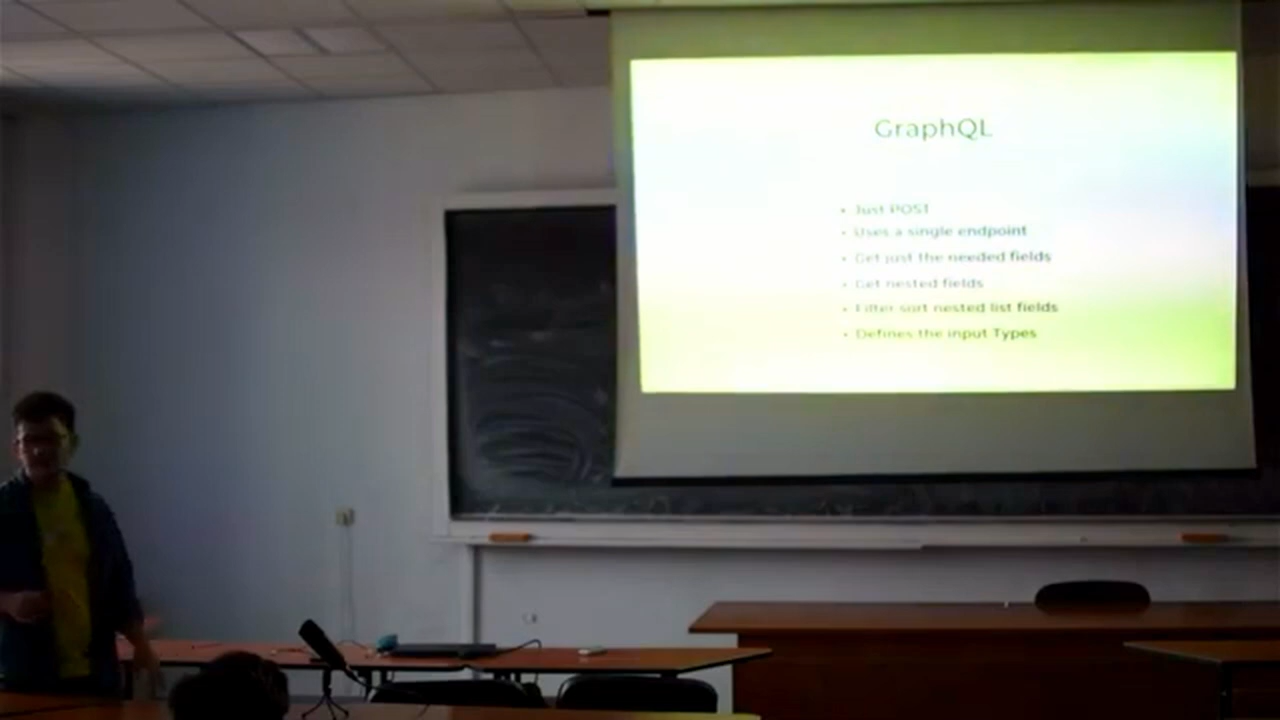 GraphQL
• Just POST
• Uses a single endpoint
• Get just the needed fields
• Get nested fields
• Filter sort nested list fields
• Defines the input Types